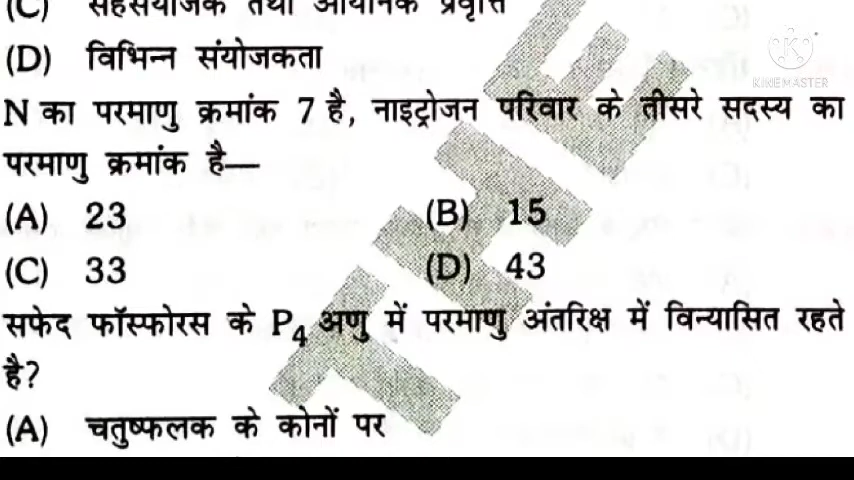 (C) सहसंयोजक तथा आयनिक प्रवृत्ति
(D) विभिन्न संयोजकता
KINEMASTER
N का परमाणु क्रमांक 7 है, नाइट्रोजन परिवार के तीसरे सदस्य का
परमाणु क्रमांक है—
(A) 23 (B) 15
(C) 33 (D) 43
सफेद फॉस्फोरस के P₄ अणु में परमाणु अंतरिक्ष में विन्यासित रहते
है?
(A) चतुष्फलक के कोनों पर
THE